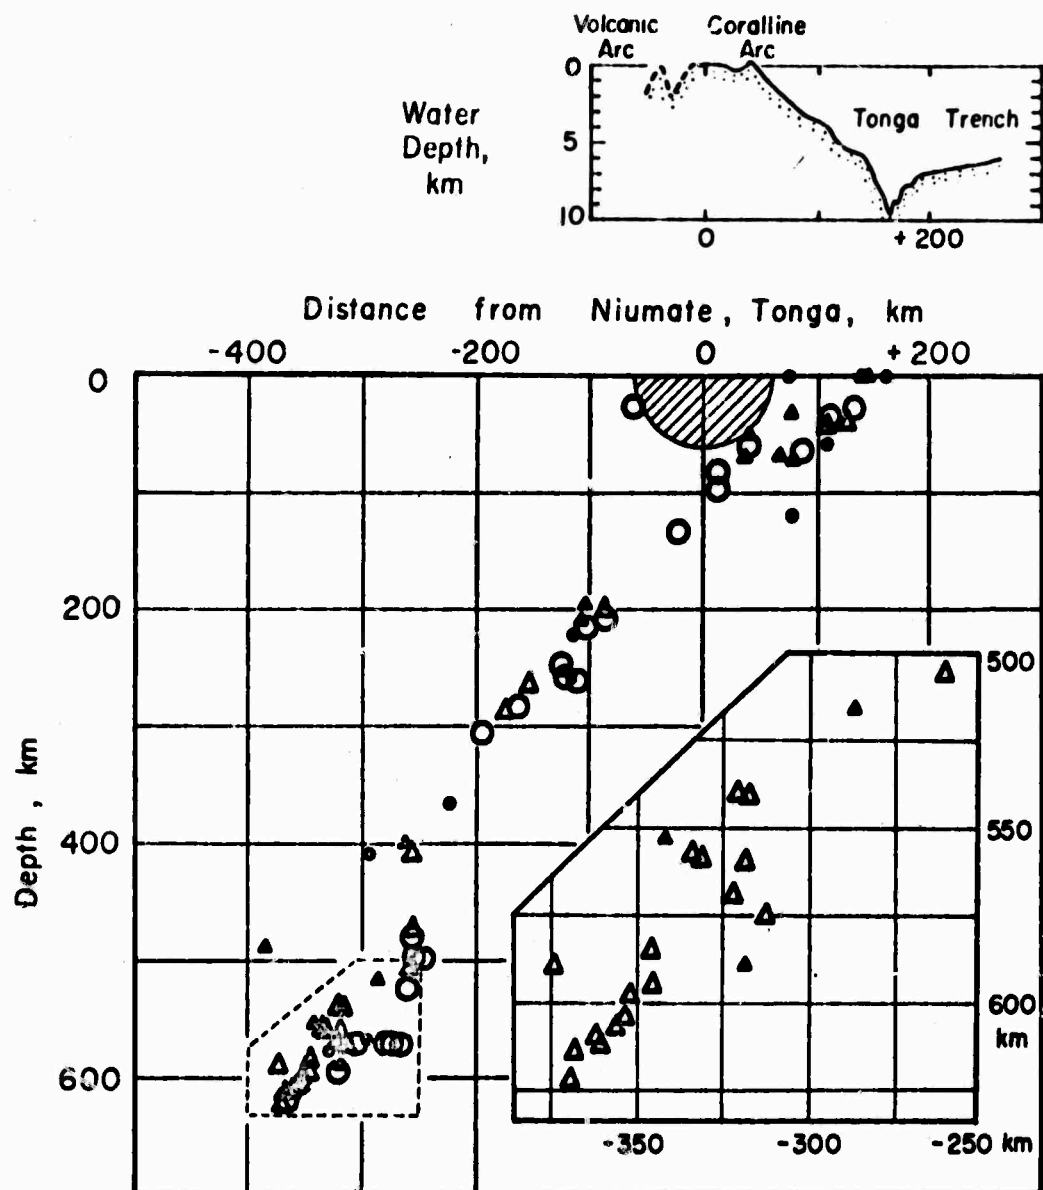 Volcanic Coralline
Arc Arc
Water
Depth,
km
0
5
10
Tonga Trench
0 +200
Distance from Niumate, Tonga, km
-400 -200 0 +200
0
200
400
600
Depth, km
500
550
600
km
-350 -300 -250 km